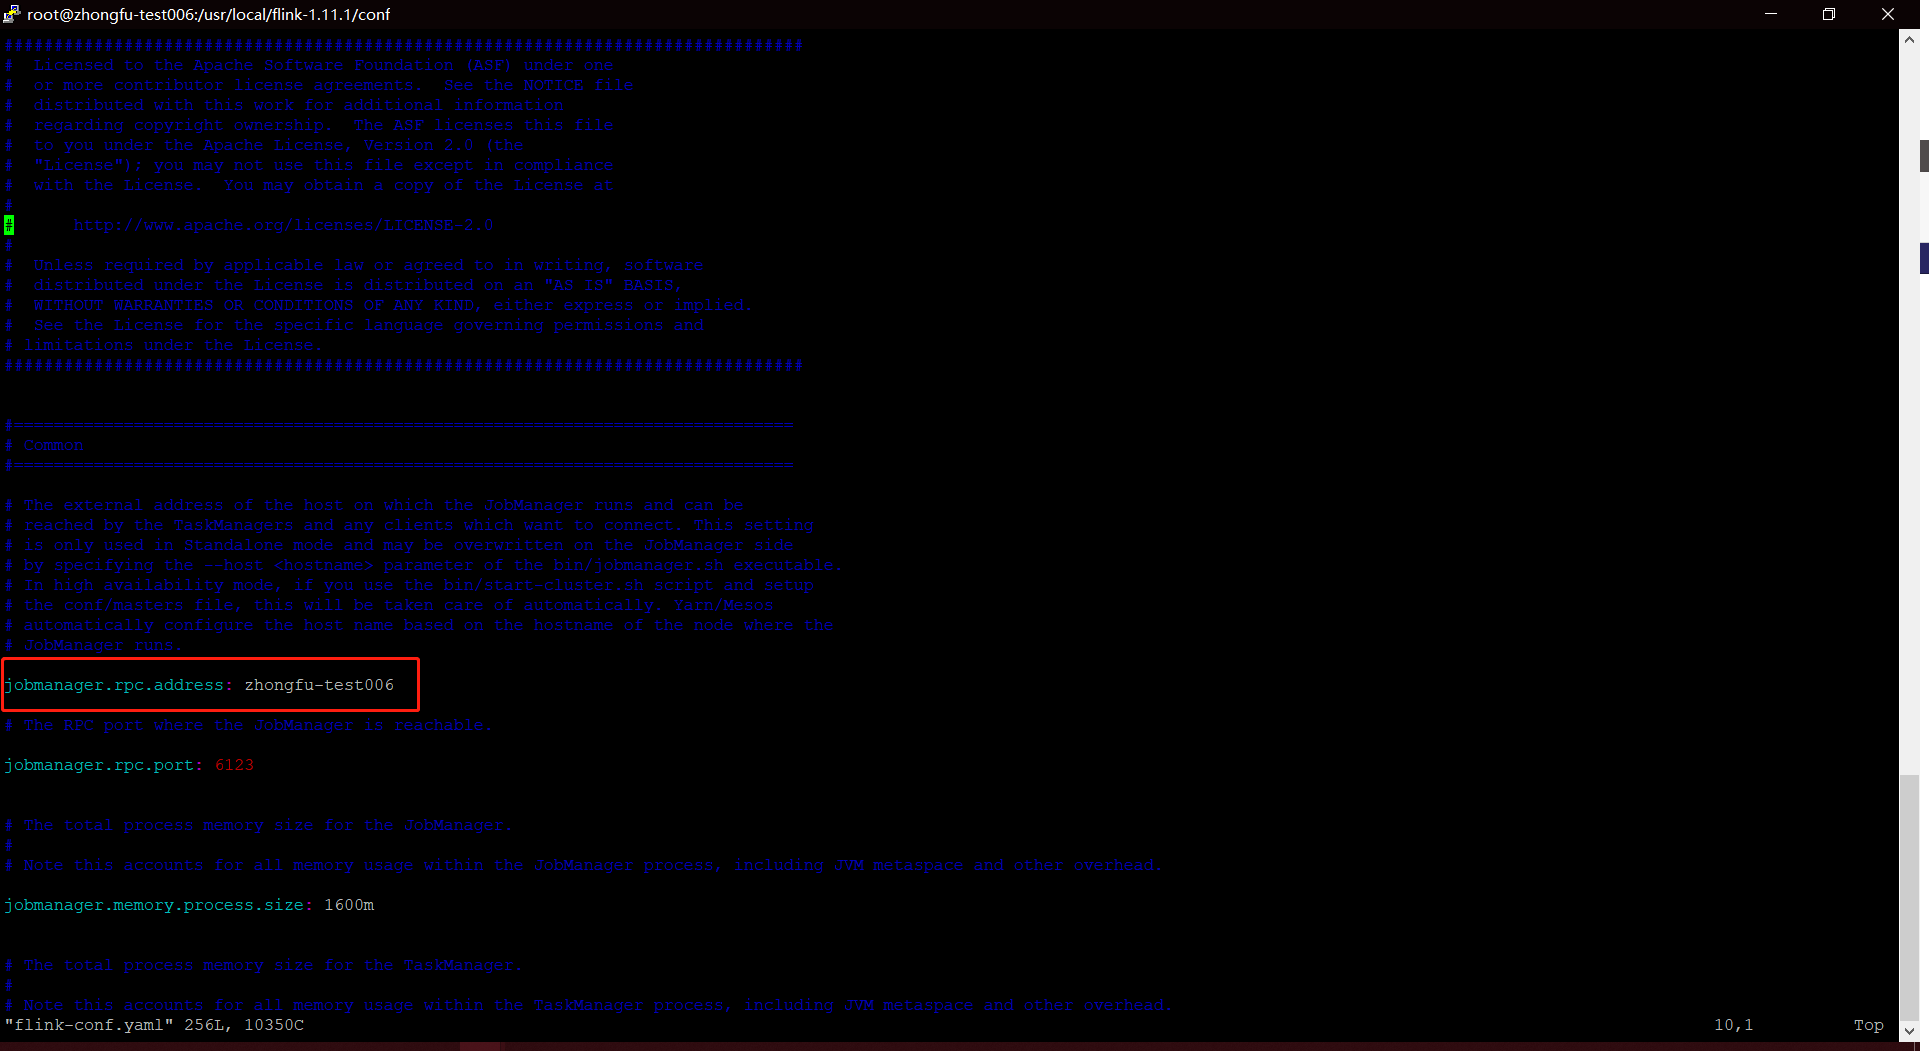 root@zhongfu-test006:/usr/local/flink-1.11.1/conf
################################################################################
#  Licensed to the Apache Software Foundation (ASF) under one
#  or more contributor license agreements.  See the NOTICE file
#  distributed with this work for additional information
#  regarding copyright ownership.  The ASF licenses this file
#  to you under the Apache License, Version 2.0 (the
#  "License"); you may not use this file except in compliance
#  with the License.  You may obtain a copy of the License at
#
#      http://www.apache.org/licenses/LICENSE-2.0
#
#  Unless required by applicable law or agreed to in writing, software
#  distributed under the License is distributed on an "AS IS" BASIS,
#  WITHOUT WARRANTIES OR CONDITIONS OF ANY KIND, either express or implied.
#  See the License for the specific language governing permissions and
# limitations under the License.
################################################################################
#==============================================================================
# Common
#==============================================================================
# The external address of the host on which the JobManager runs and can be
# reached by the TaskManagers and any clients which want to connect. This setting
# is only used in Standalone mode and may be overwritten on the JobManager side
# by specifying the --host <hostname> parameter of the bin/jobmanager.sh executable.
# In high availability mode, if you use the bin/start-cluster.sh script and setup
# the conf/masters file, this will be taken care of automatically. Yarn/Mesos
# automatically configure the host name based on the hostname of the node where the
# JobManager runs.
jobmanager.rpc.address: zhongfu-test006
# The RPC port where the JobManager is reachable.
jobmanager.rpc.port: 6123
# The total process memory size for the JobManager.
#
# Note this accounts for all memory usage within the JobManager process, including JVM metaspace and other overhead.
jobmanager.memory.process.size: 1600m
# The total process memory size for the TaskManager.
#
# Note this accounts for all memory usage within the TaskManager process, including JVM metaspace and other overhead.
"flink-conf.yaml" 256L, 10350C 10,1 Top